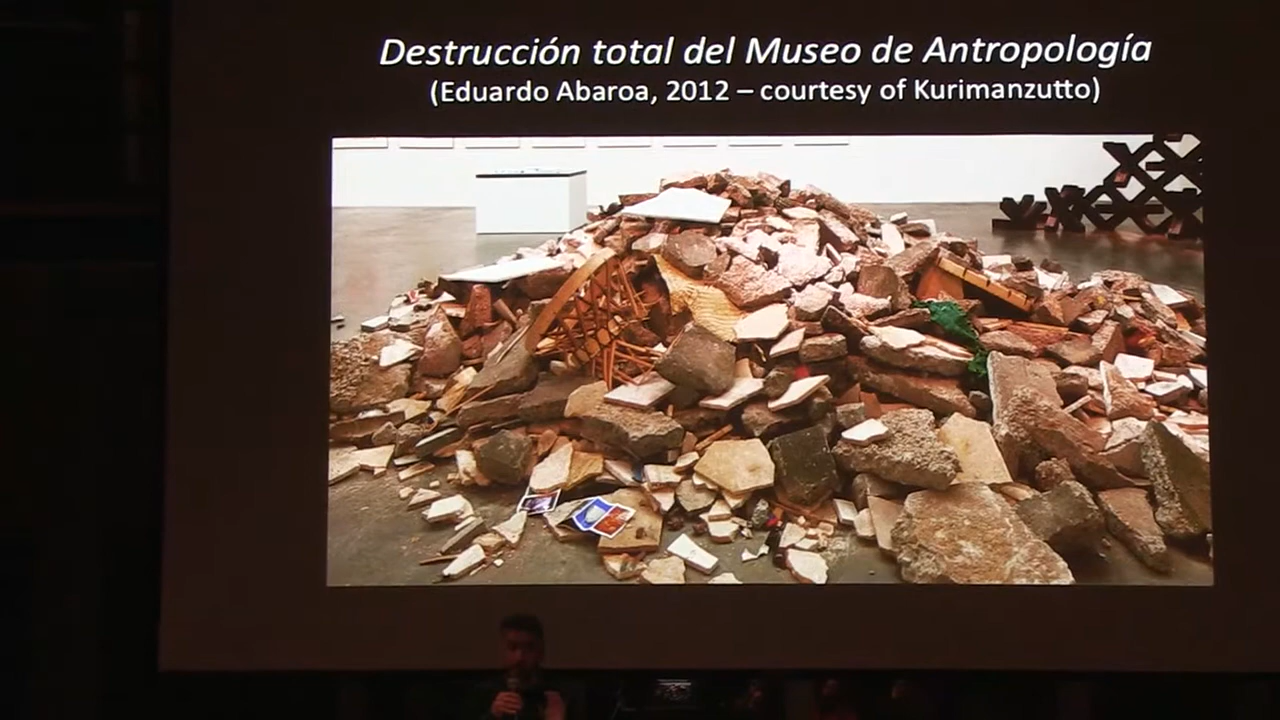 Destrucción total del Museo de Antropología
(Eduardo Abaroa, 2012 – courtesy of Kurimanzutto)